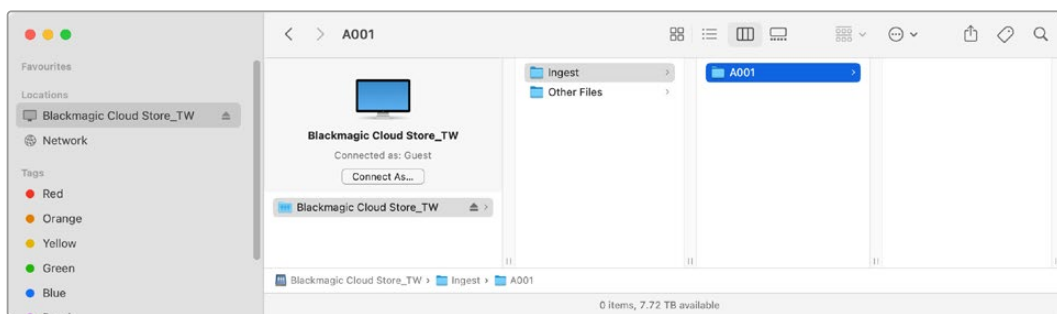 A001
Favourites
Locations
Blackmagic Cloud Store_TW
Network
Tags
Red
Orange
Yellow
Green
Blue
Blackmagic Cloud Store_TW
Connected as: Guest
Connect As...
Blackmagic Cloud Store_TW
Ingest
Other Files
A001
Blackmagic Cloud Store_TW › Ingest › A001
0 items, 7.72 TB available